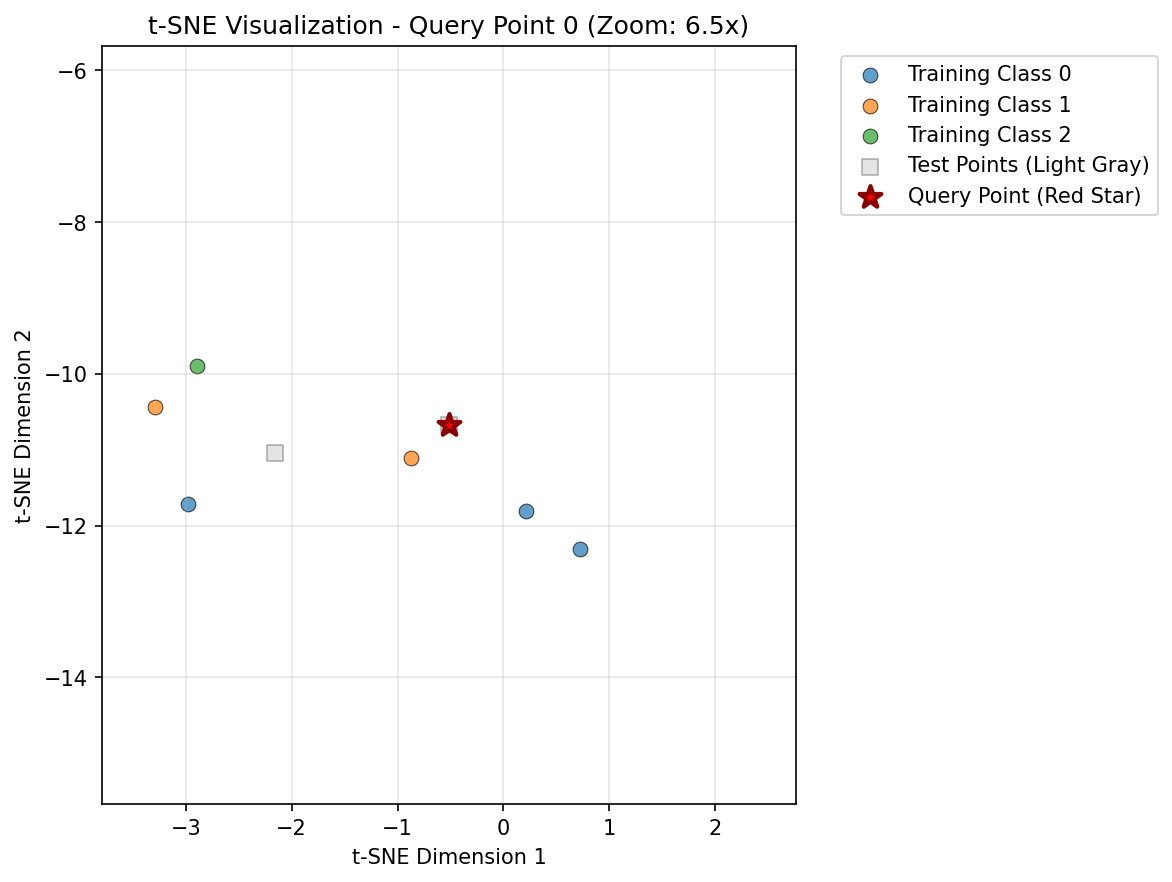 t-SNE Visualization - Query Point 0 (Zoom: 6.5x)
Training Class 0
Training Class 1
Training Class 2
Test Points (Light Gray)
Query Point (Red Star)
t-SNE Dimension 2
−6
−8
−10
−12
−14
−3
−2
−1
0
1
2
t-SNE Dimension 1